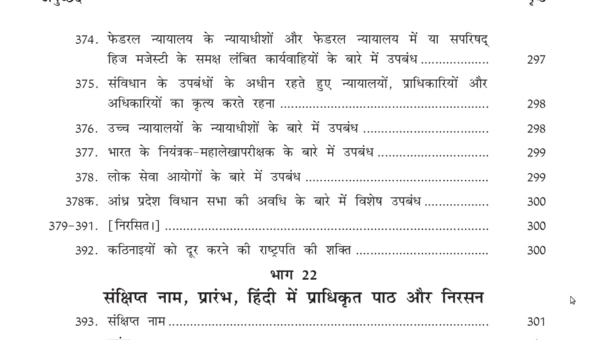 374. फेडरल न्यायालय के न्यायाधीशों और फेडरल न्यायालय में या सपरिषद्
हिज मजेस्टी के समक्ष लंबित कार्यवाहियों के बारे में उपबंध ................... 297
375. संविधान के उपबंधों के अधीन रहते हुए न्यायालयों, प्राधिकारियों और
अधिकारियों का कृत्य करते रहना .......................................................... 298
376. उच्च न्यायालयों के न्यायाधीशों के बारे में उपबंध ................................... 298
377. भारत के नियंत्रक-महालेखापरीक्षक के बारे में उपबंध ............................... 299
378. लोक सेवा आयोगों के बारे में उपबंध ................................................... 299
378क. आंध्र प्रदेश विधान सभा की अवधि के बारे में विशेष उपबंध .................. 300
379-391. [निरसित।] ......................................................................................... 300
392. कठिनाइयों को दूर करने की राष्ट्रपति की शक्ति ..................................... 300
भाग 22
संक्षिप्त नाम, प्रारंभ, हिंदी में प्राधिकृत पाठ और निरसन
393. संक्षिप्त नाम ......................................................................................... 301